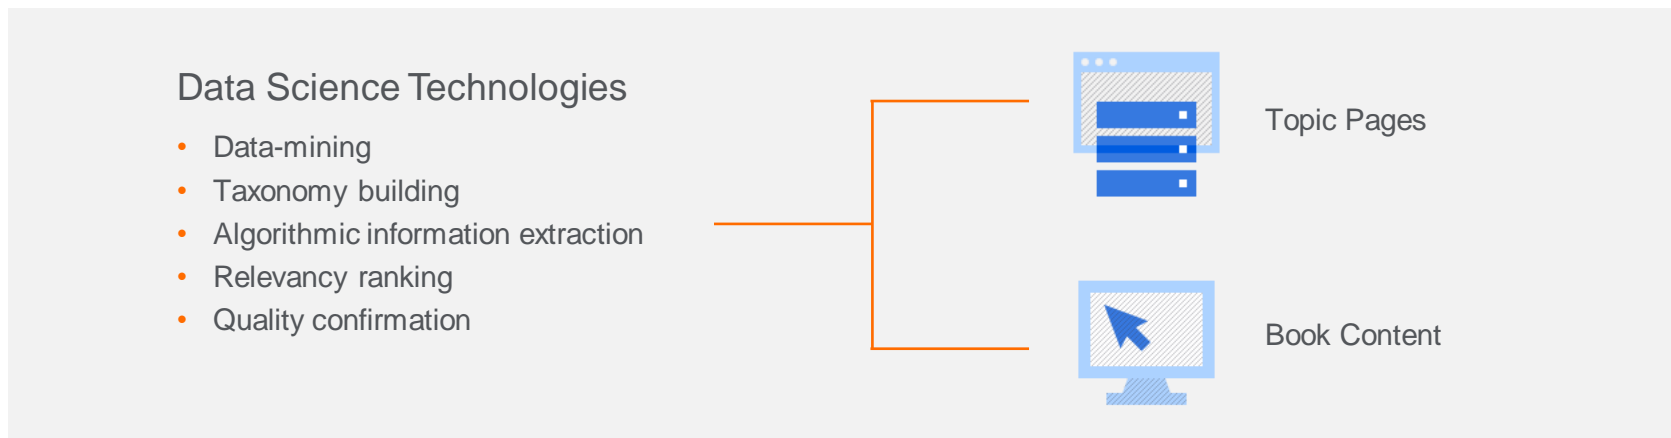 Data Science Technologies
• Data-mining
• Taxonomy building
• Algorithmic information extraction
• Relevancy ranking
• Quality confirmation
Topic Pages
Book Content